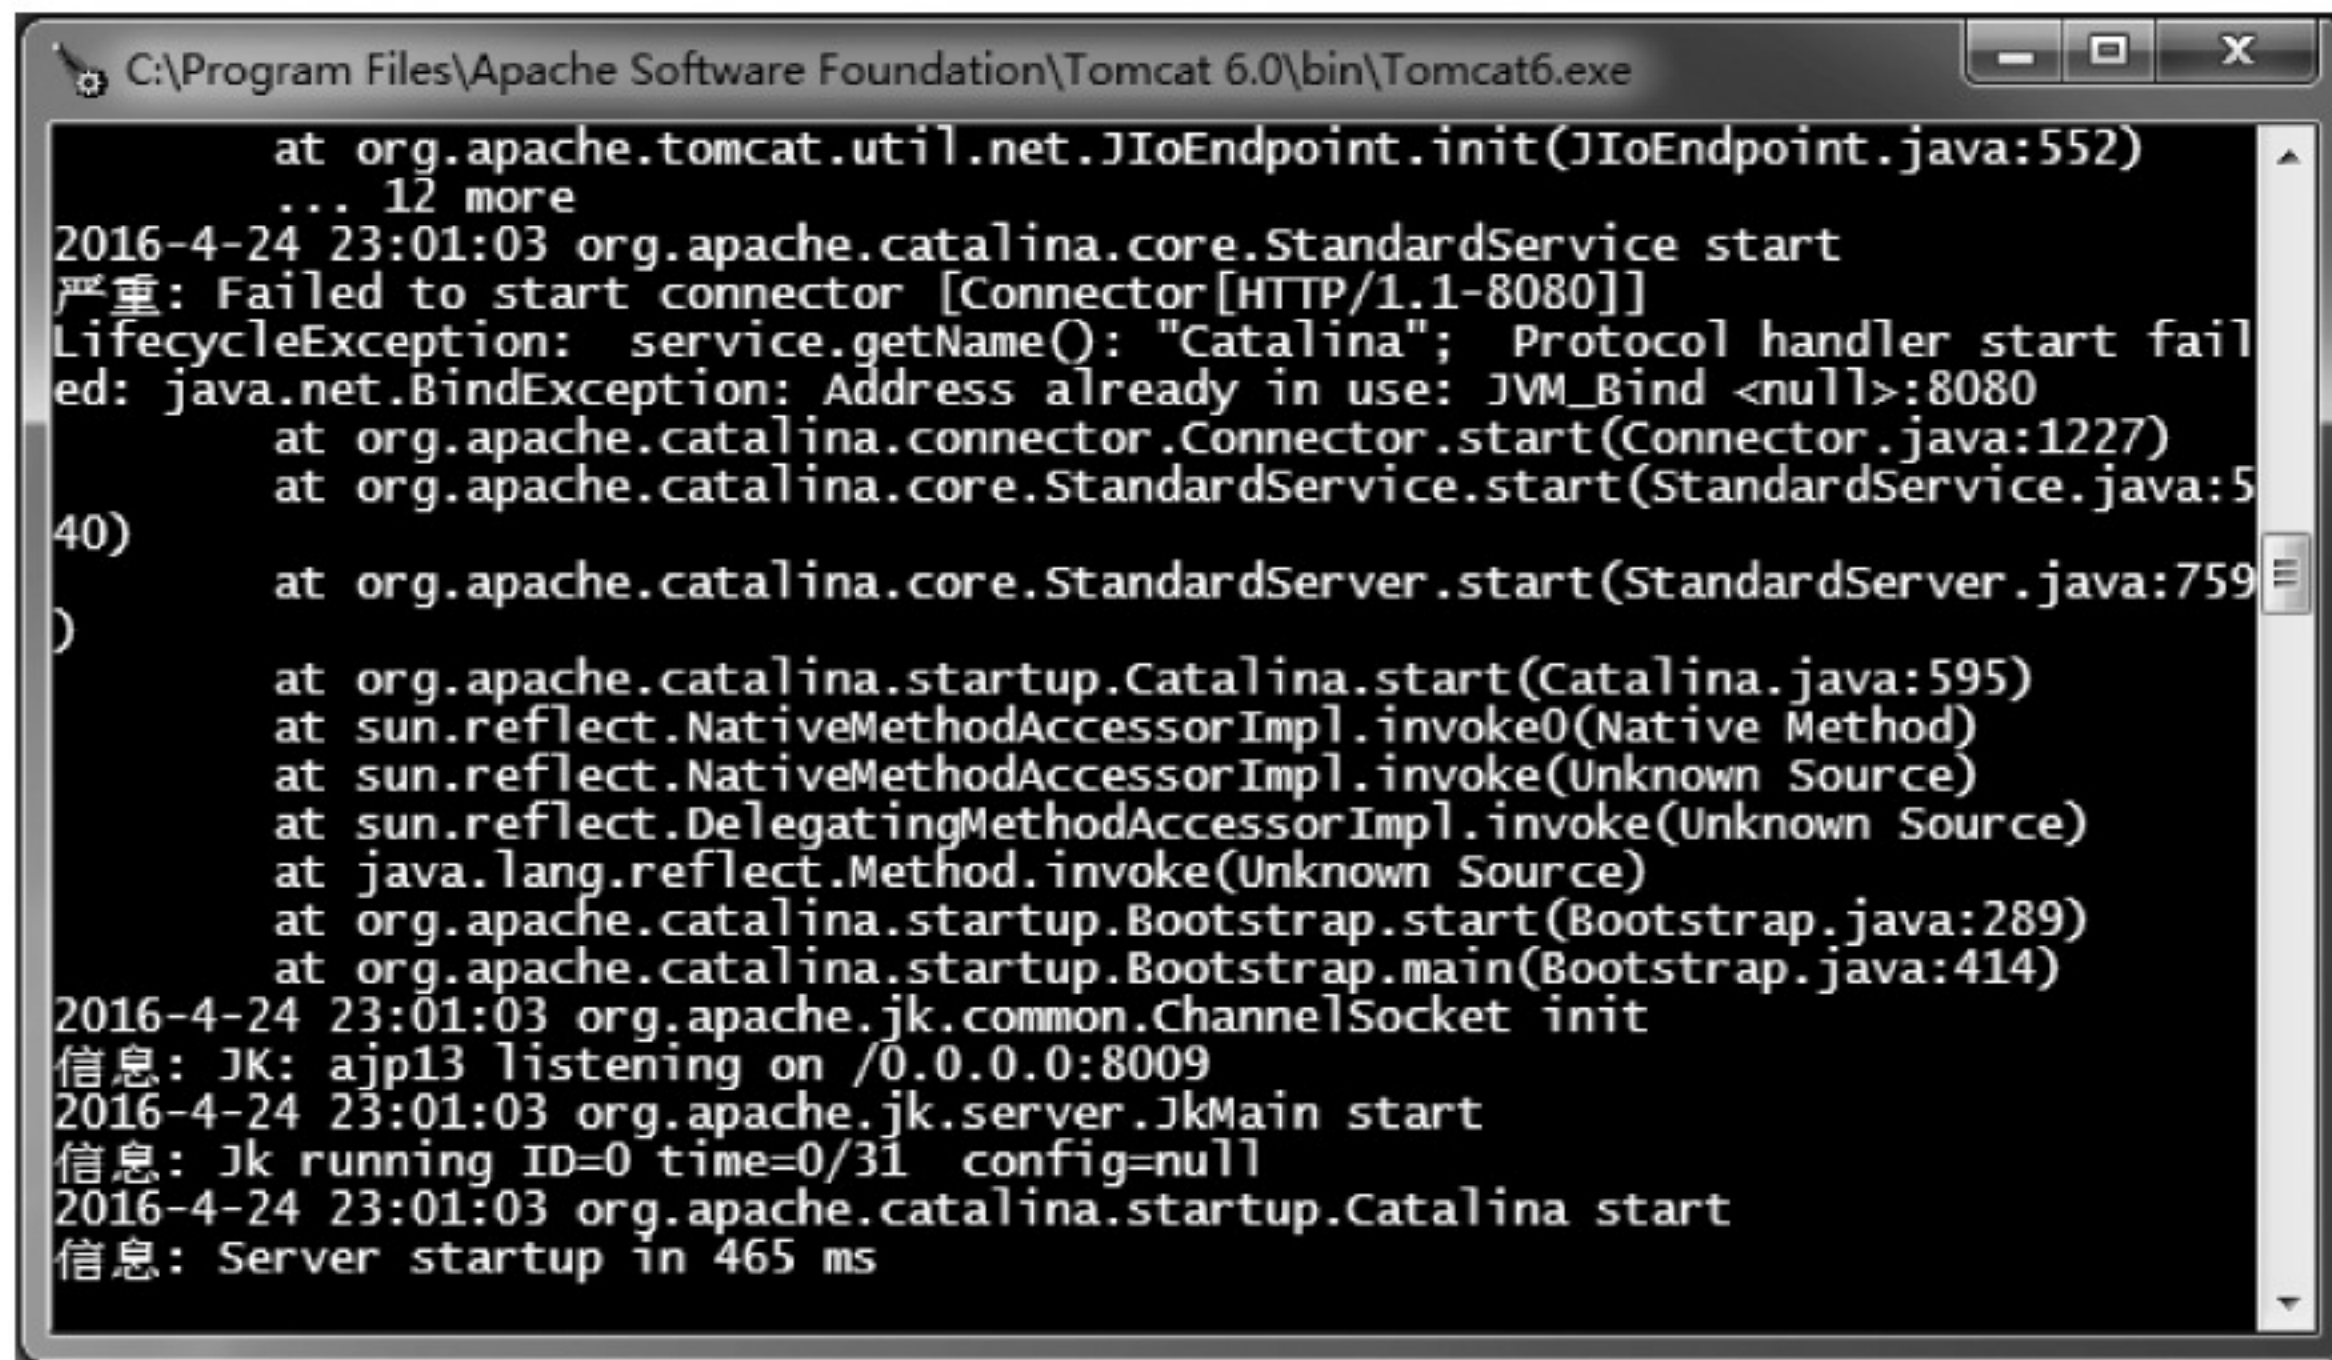 C:\Program Files\Apache Software Foundation\Tomcat 6.0\bin\Tomcat6.exe
at org.apache.tomcat.util.net.JIoEndpoint.init(JIoEndpoint.java:552)
... 12 more
2016-4-24 23:01:03 org.apache.catalina.core.StandardService start
严重: Failed to start connector [Connector[HTTP/1.1-8080]]
LifecycleException:  service.getName(): "Catalina";  Protocol handler start fail
ed: java.net.BindException: Address already in use: JVM_Bind <null>:8080
at org.apache.catalina.connector.Connector.start(Connector.java:1227)
at org.apache.catalina.core.StandardService.start(StandardService.java:5
40)
at org.apache.catalina.core.StandardServer.start(StandardServer.java:759
)
at org.apache.catalina.startup.Catalina.start(Catalina.java:595)
at sun.reflect.NativeMethodAccessorImpl.invoke0(Native Method)
at sun.reflect.NativeMethodAccessorImpl.invoke(Unknown Source)
at sun.reflect.DelegatingMethodAccessorImpl.invoke(Unknown Source)
at java.lang.reflect.Method.invoke(Unknown Source)
at org.apache.catalina.startup.Bootstrap.start(Bootstrap.java:289)
at org.apache.catalina.startup.Bootstrap.main(Bootstrap.java:414)
2016-4-24 23:01:03 org.apache.jk.common.ChannelSocket init
信息: JK: ajp13 listening on /0.0.0.0:8009
2016-4-24 23:01:03 org.apache.jk.server.JkMain start
信息: Jk running ID=0 time=0/31  config=null
2016-4-24 23:01:03 org.apache.catalina.startup.Catalina start
信息: Server startup in 465 ms